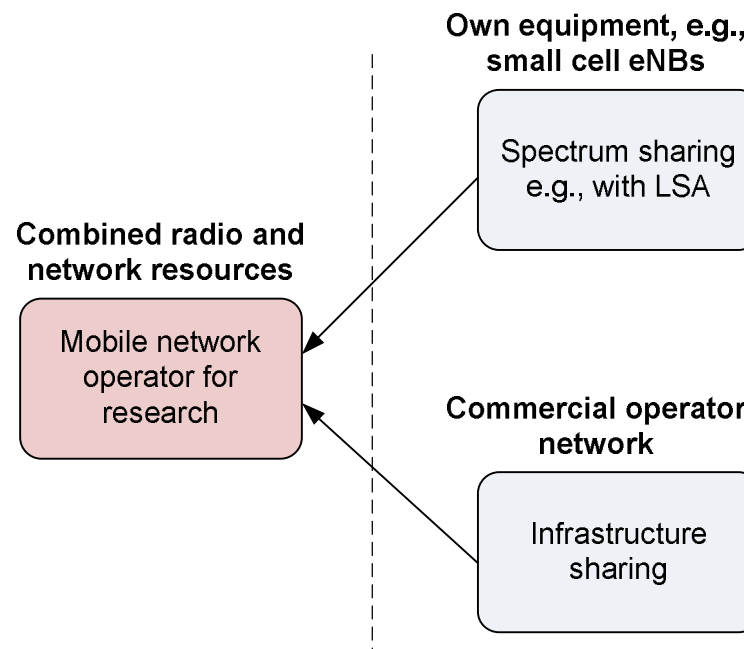 Own equipment, e.g.,
small cell eNBs
Spectrum sharing
e.g., with LSA
Combined radio and
network resources
Mobile network
operator for
research
Commercial operator
network
Infrastructure
sharing